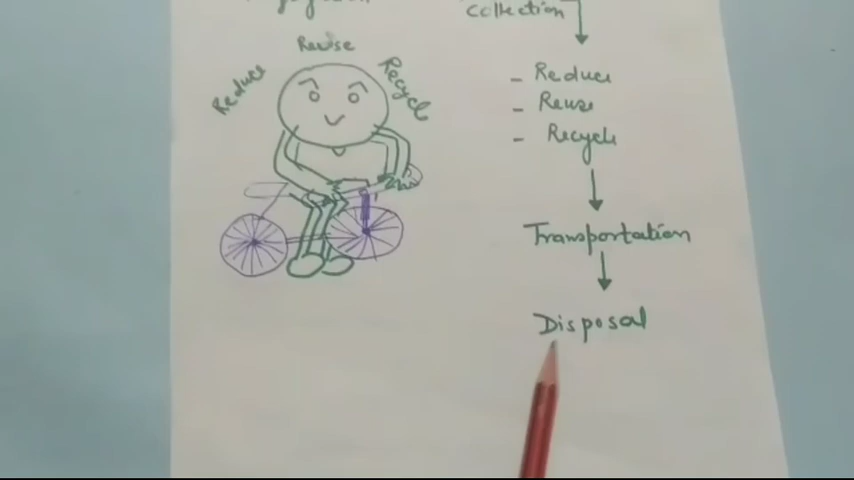 collection
Reuse
Reduce
Recycle
- Reduce
- Reuse
- Recycle
Transportation
Disposal